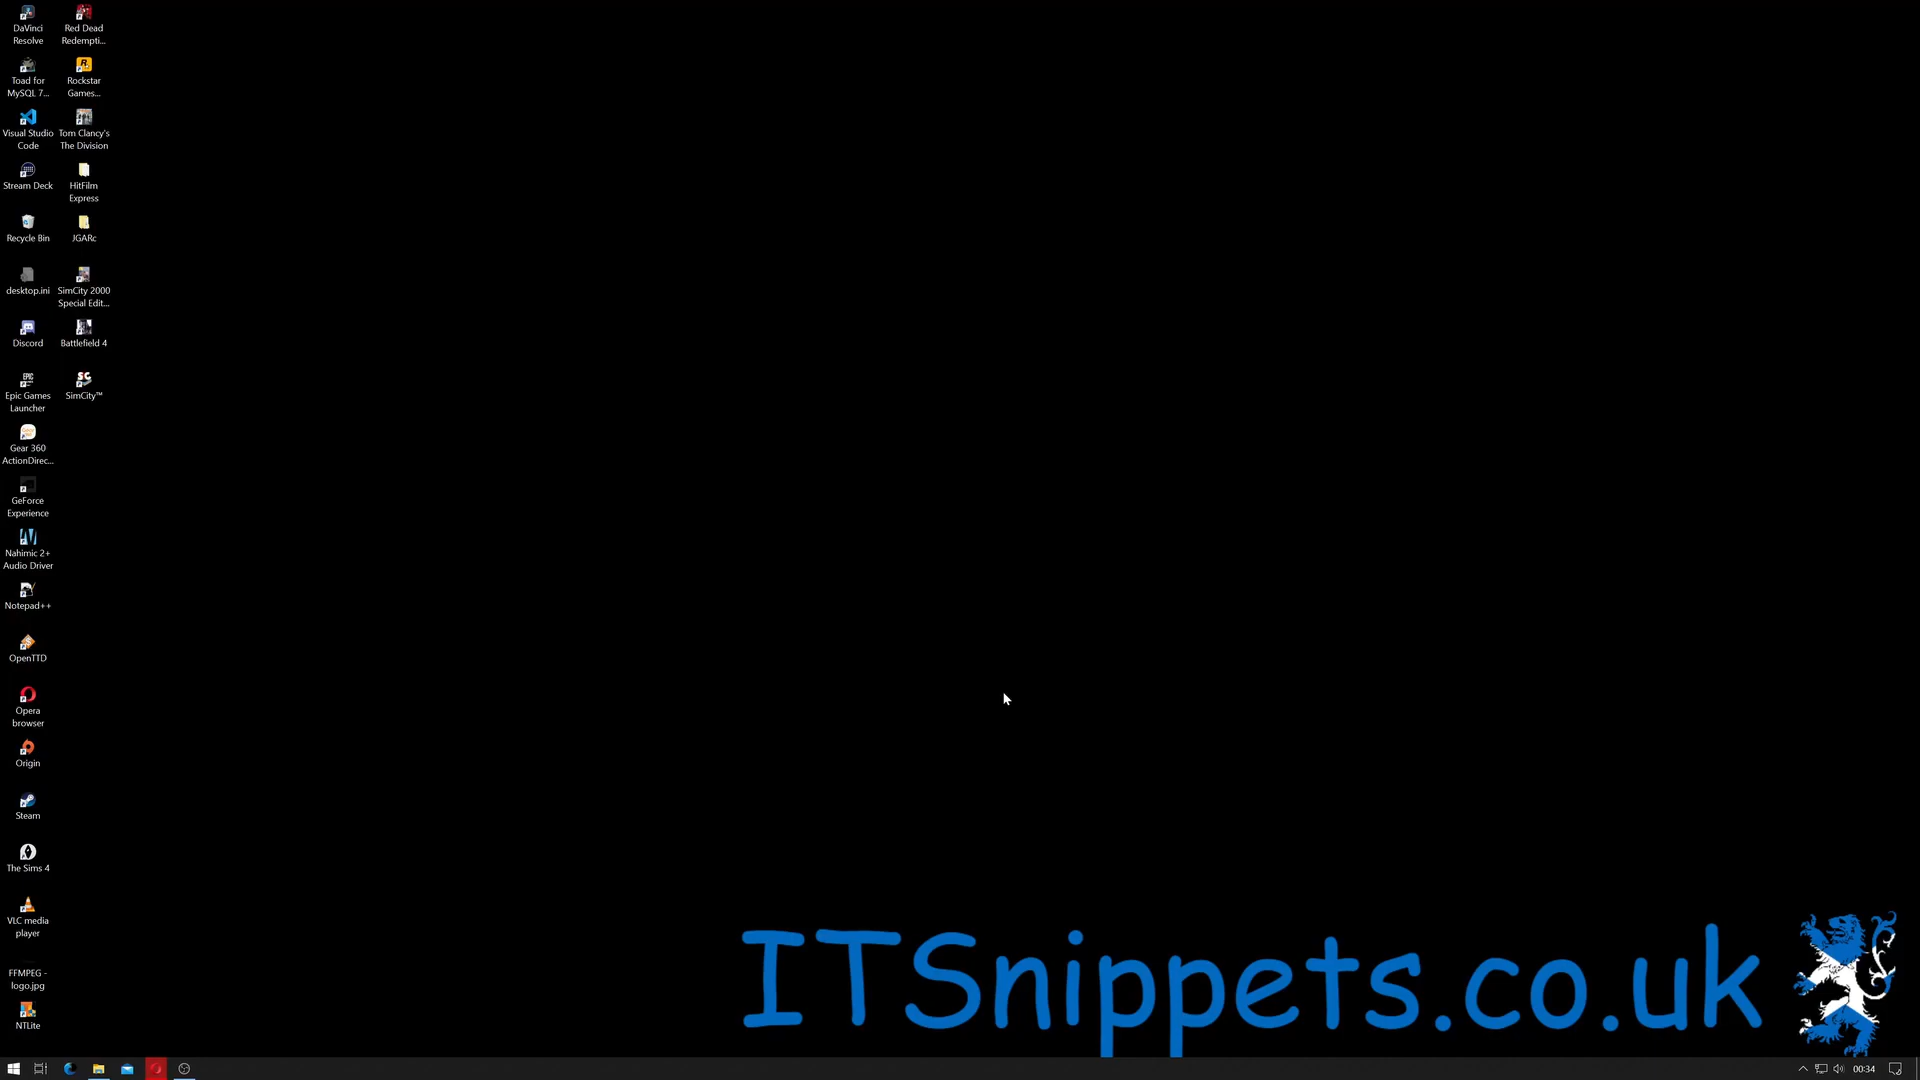 DaVinci
Resolve
Red Dead
Redempti...
Toad for
MySQL 7...
Rockstar
Games...
Visual Studio
Code
Tom Clancy's
The Division
Stream Deck
HitFilm
Express
Recycle Bin
JGARc
desktop.ini
SimCity 2000
Special Edit...
Discord
Battlefield 4
EPIC
Epic Games
Launcher
SC
SimCity™
Gear 360
ActionDirec...
GeForce
Experience
Nahimic 2+
Audio Driver
Notepad++
OpenTTD
Opera
browser
Origin
Steam
The Sims 4
VLC media
player
FFMPEG -
logo.jpg
NTLite
ITSnippets.co.uk
00:34